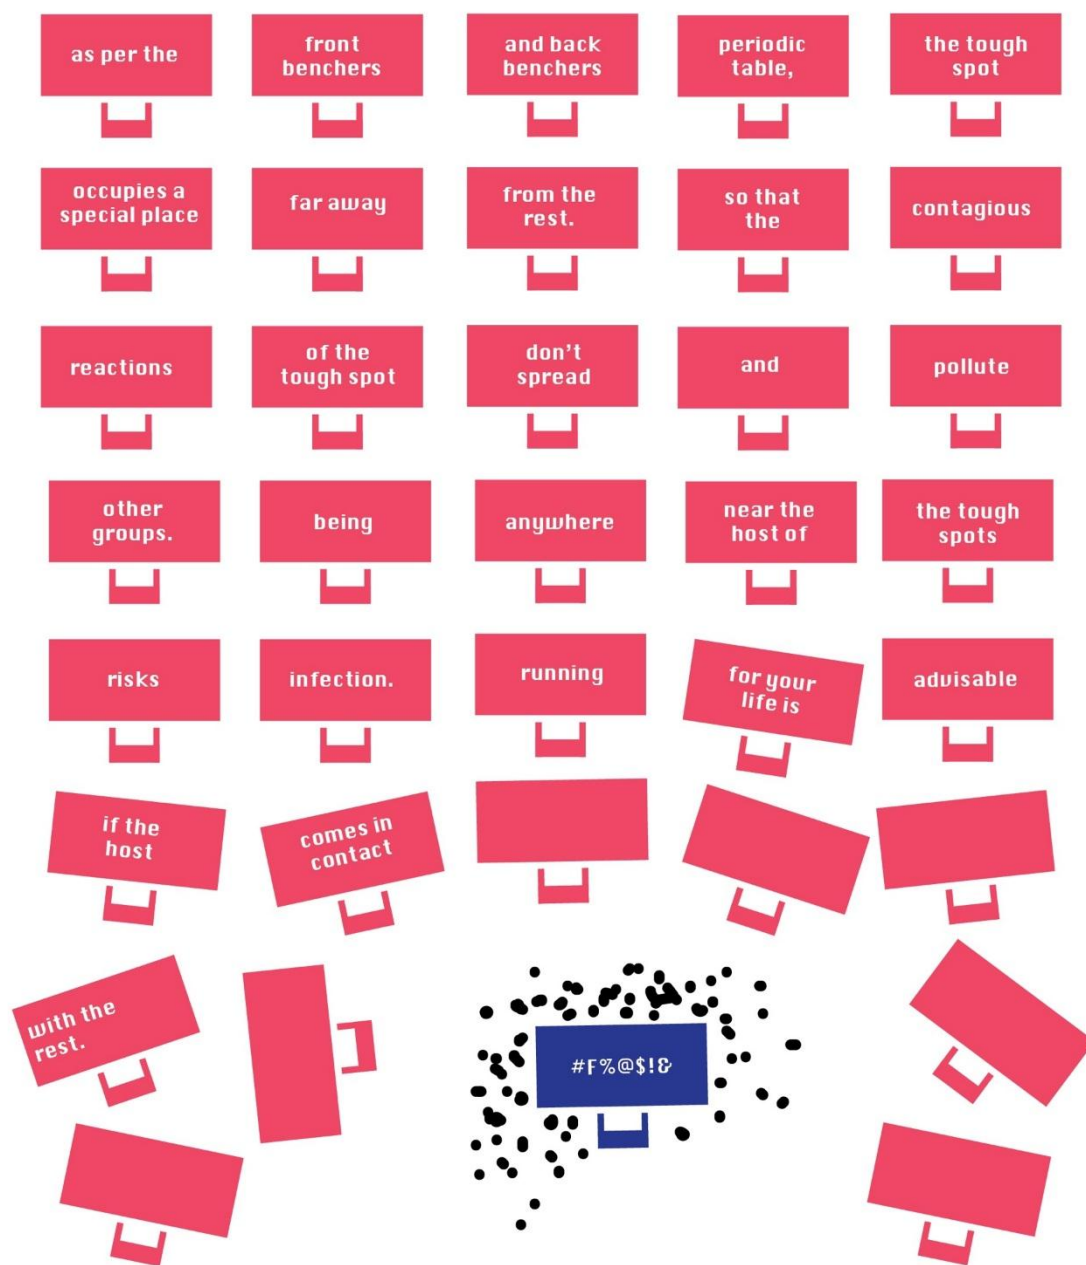 as per the
front
benchers
and back
benchers
periodic
table,
the tough
spot
occupies a
special place
far away
from the
rest.
so that
the
contagious
reactions
of the
tough spot
don't
spread
and
pollute
other
groups.
being
anywhere
near the
host of
the tough
spots
risks
infection.
running
for your
life is
advisable
if the
host
comes in
contact
with the
rest.
#F%@$!&